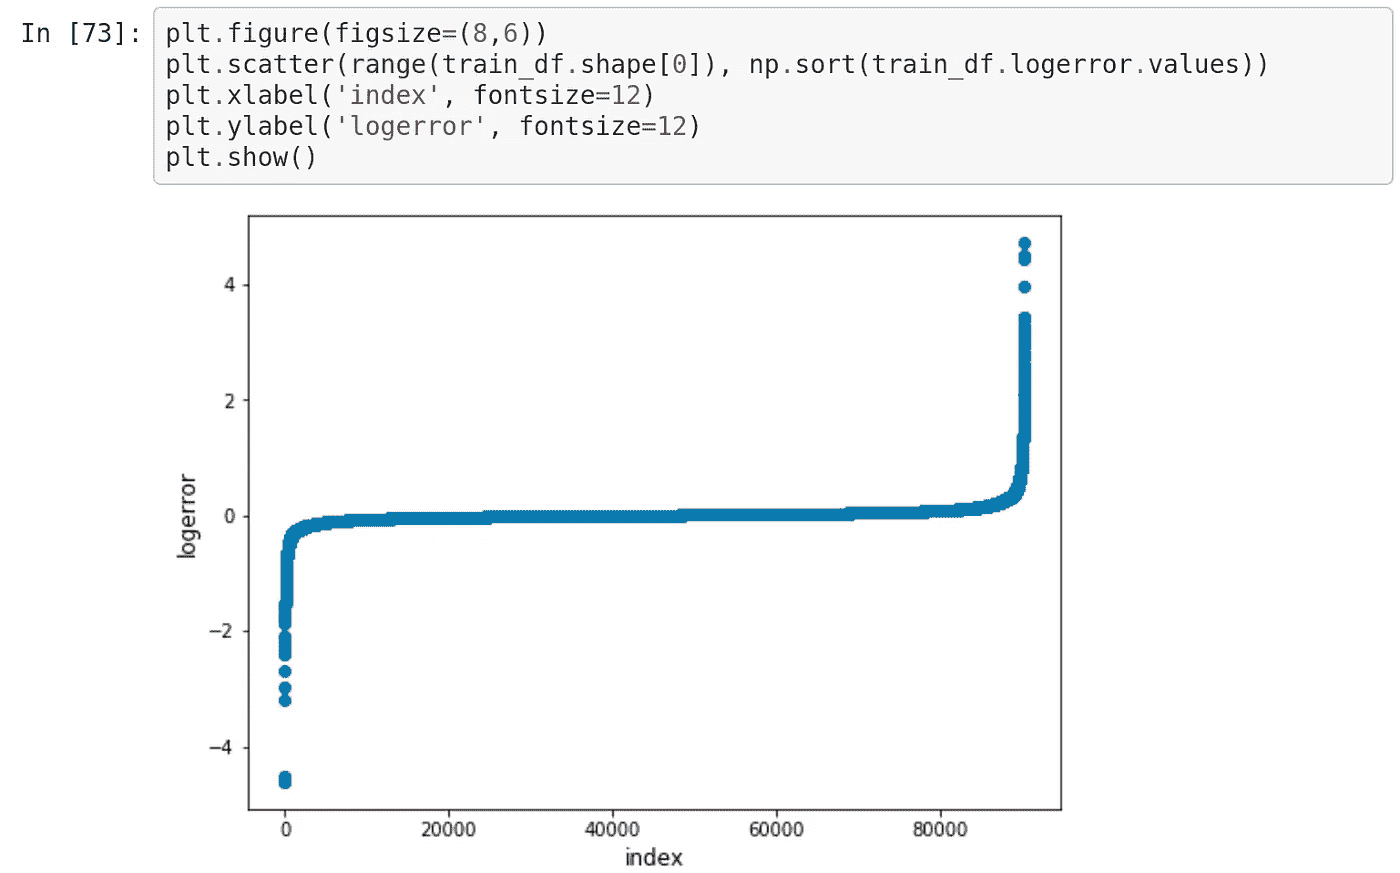 In [73]: plt.figure(figsize=(8,6))
plt.scatter(range(train_df.shape[0]), np.sort(train_df.logerror.values))
plt.xlabel('index', fontsize=12)
plt.ylabel('logerror', fontsize=12)
plt.show()
4
2
0
−2
−4
logerror
0 20000 40000 60000 80000
index